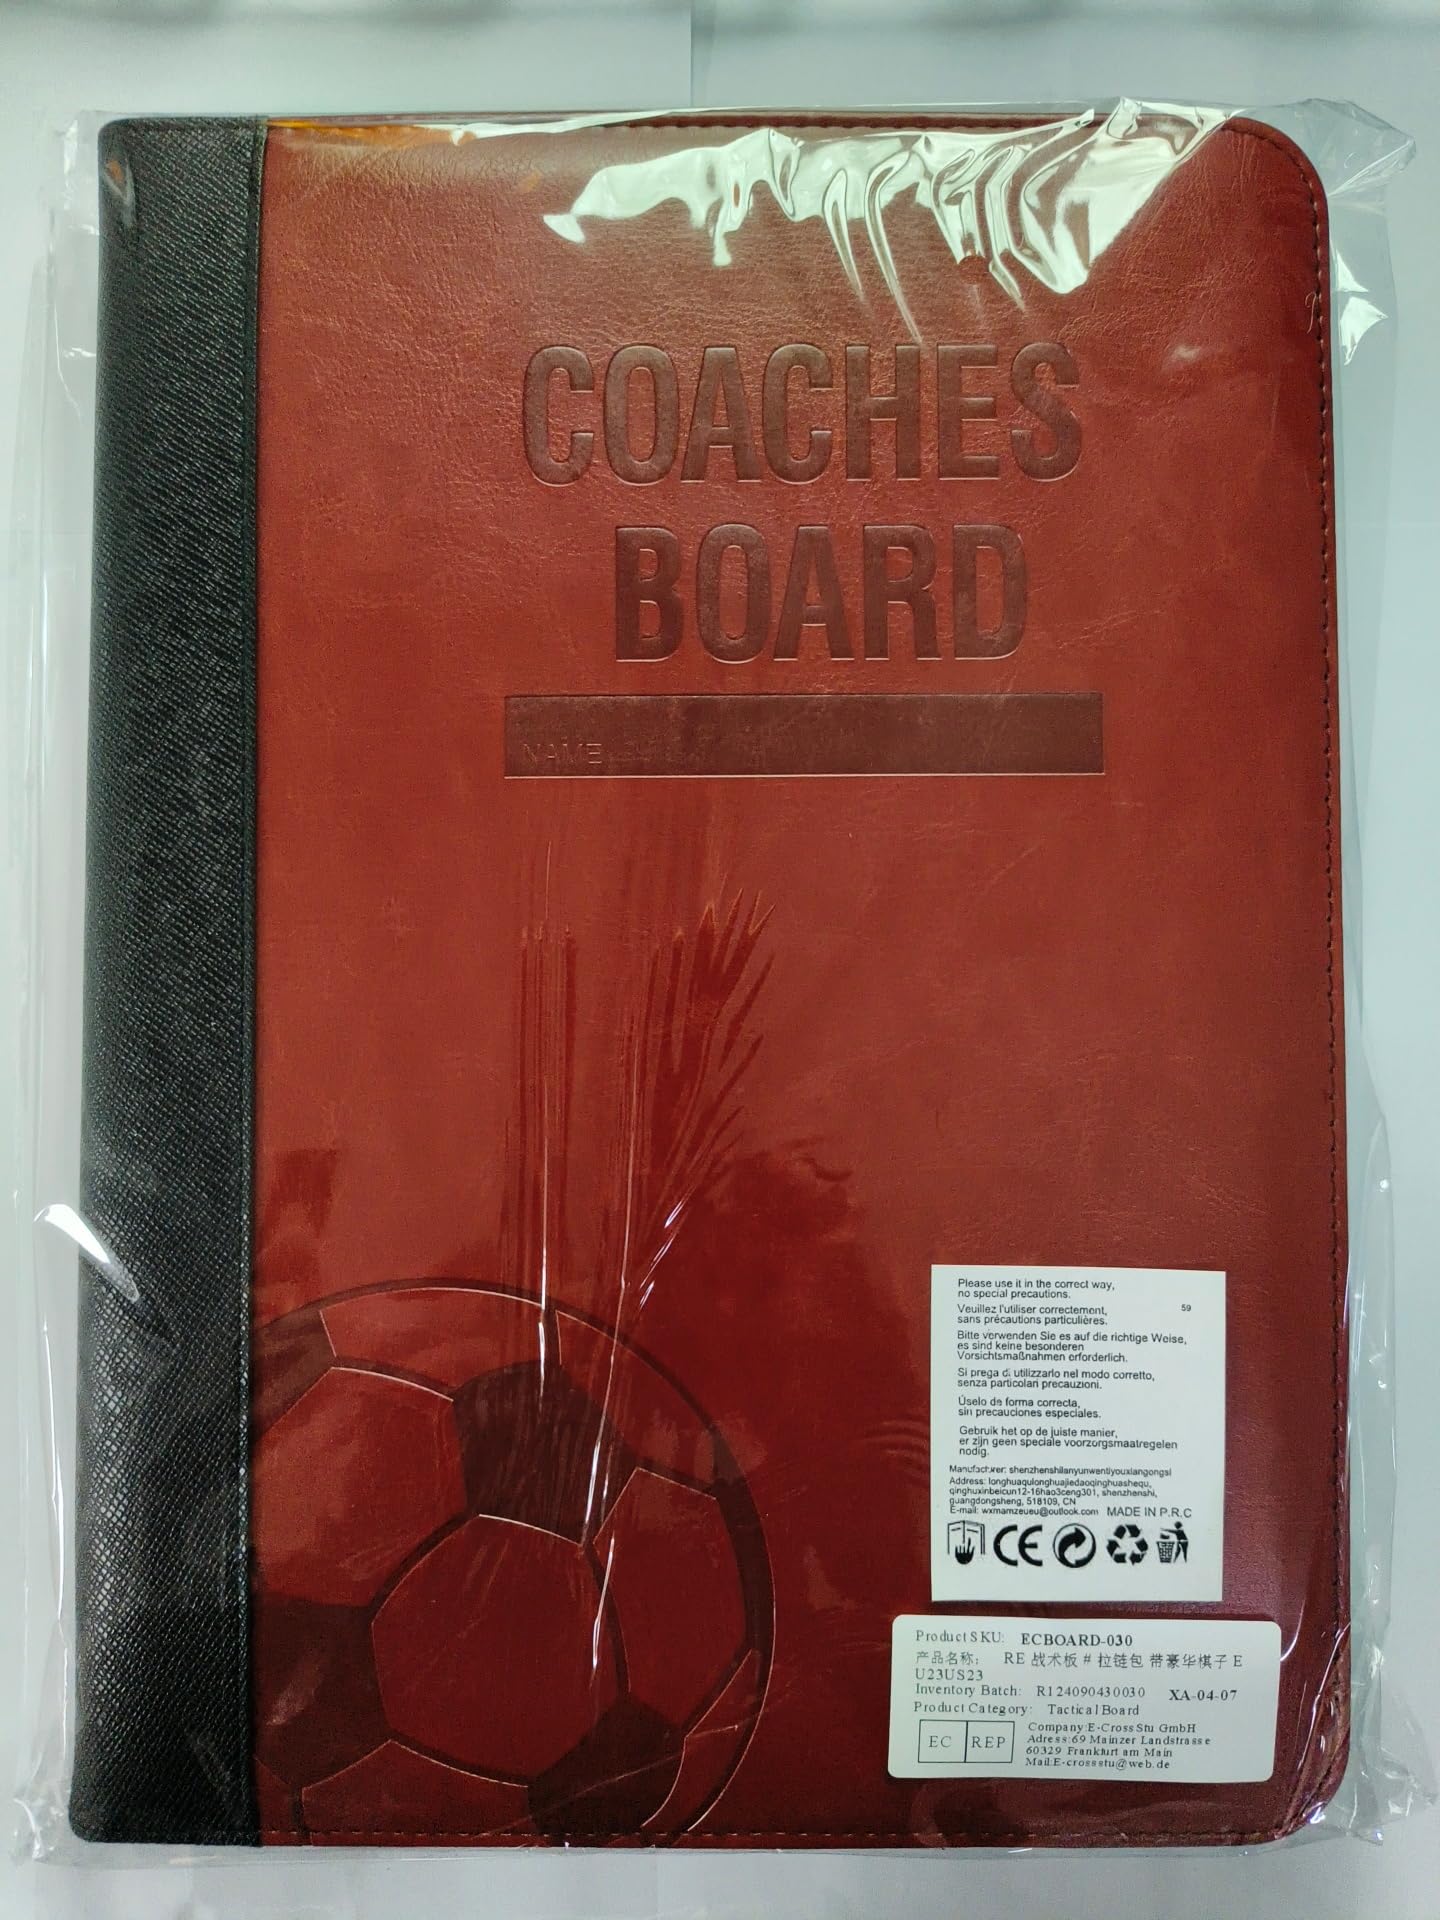 COACHES
BOARD
NAME
Please use it in the correct way,
no special precautions.
59
Veuillez l'utiliser correctement,
sans précautions particulières.
Bitte verwenden Sie es auf die richtige Weise,
es sind keine besonderen
Vorsichtsmaßnahmen erforderlich.
Si prega di utilizzarlo nel modo corretto,
senza particolari precauzioni.
Úselo de forma correcta,
sin precauciones especiales.
Gebruik het op de juiste manier,
er zijn geen speciale voorzorgsmaatregelen
nodig.
Manufacturer: shenzhenshilanyunwentiyouxiangongsi
Address: longhuaqulonghuajiedaoqinghuashequ,
qinghuxinbeicun12-16hao3ceng301, shenzhenshi,
guangdongsheng, 518109, CN
E-mail: wxmamzeueu@outlook.com MADE IN P.R.C
CE
Product SKU: ECBOARD-030
产品名称: RE 战术板 # 拉链包 带豪华棋子 E
U23US23
Inventory Batch: R124090430030 XA-04-07
Product Category: Tactical Board
EC REP
Company:E-CrossStu GmbH
Adress:69 Mainzer Landstrasse
60329 Frankfurt am Main
Mail:E-crossstu@web.de